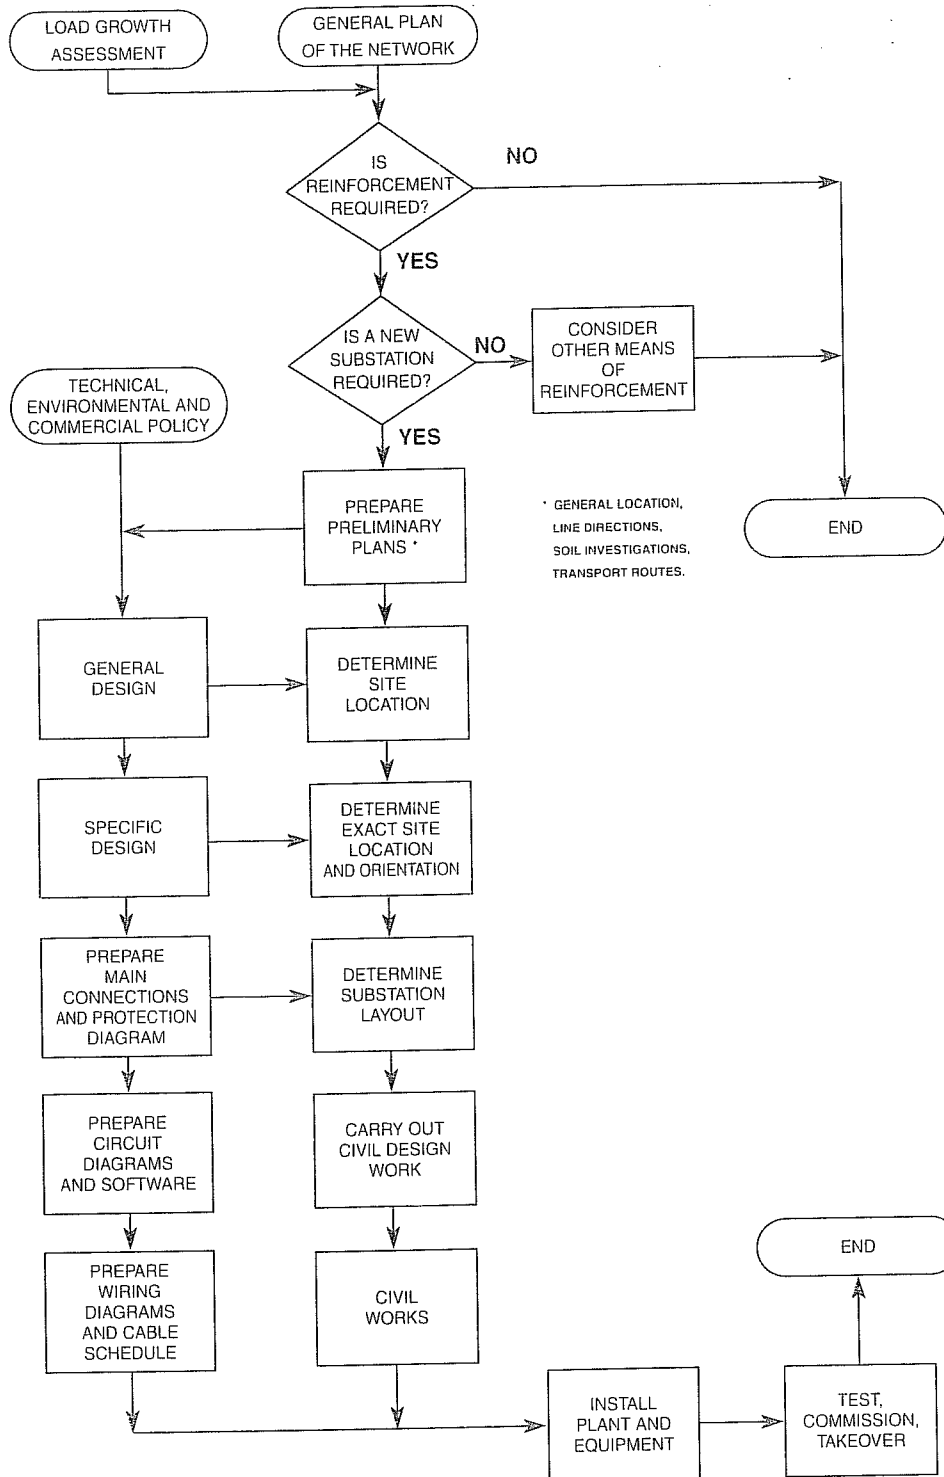 LOAD GROWTH
ASSESSMENT
GENERAL PLAN
OF THE NETWORK
IS
REINFORCEMENT
REQUIRED?
NO
YES
IS A NEW
SUBSTATION
REQUIRED?
NO
CONSIDER
OTHER MEANS
OF
REINFORCEMENT
TECHNICAL,
ENVIRONMENTAL AND
COMMERCIAL POLICY
YES
PREPARE
PRELIMINARY
PLANS *
* GENERAL LOCATION,
LINE DIRECTIONS,
SOIL INVESTIGATIONS,
TRANSPORT ROUTES.
END
GENERAL
DESIGN
DETERMINE
SITE
LOCATION
SPECIFIC
DESIGN
DETERMINE
EXACT SITE
LOCATION
AND ORIENTATION
PREPARE
MAIN
CONNECTIONS
AND PROTECTION
DIAGRAM
DETERMINE
SUBSTATION
LAYOUT
PREPARE
CIRCUIT
DIAGRAMS
AND SOFTWARE
CARRY OUT
CIVIL DESIGN
WORK
PREPARE
WIRING
DIAGRAMS
AND CABLE
SCHEDULE
CIVIL
WORKS
END
INSTALL
PLANT AND
EQUIPMENT
TEST,
COMMISSION,
TAKEOVER